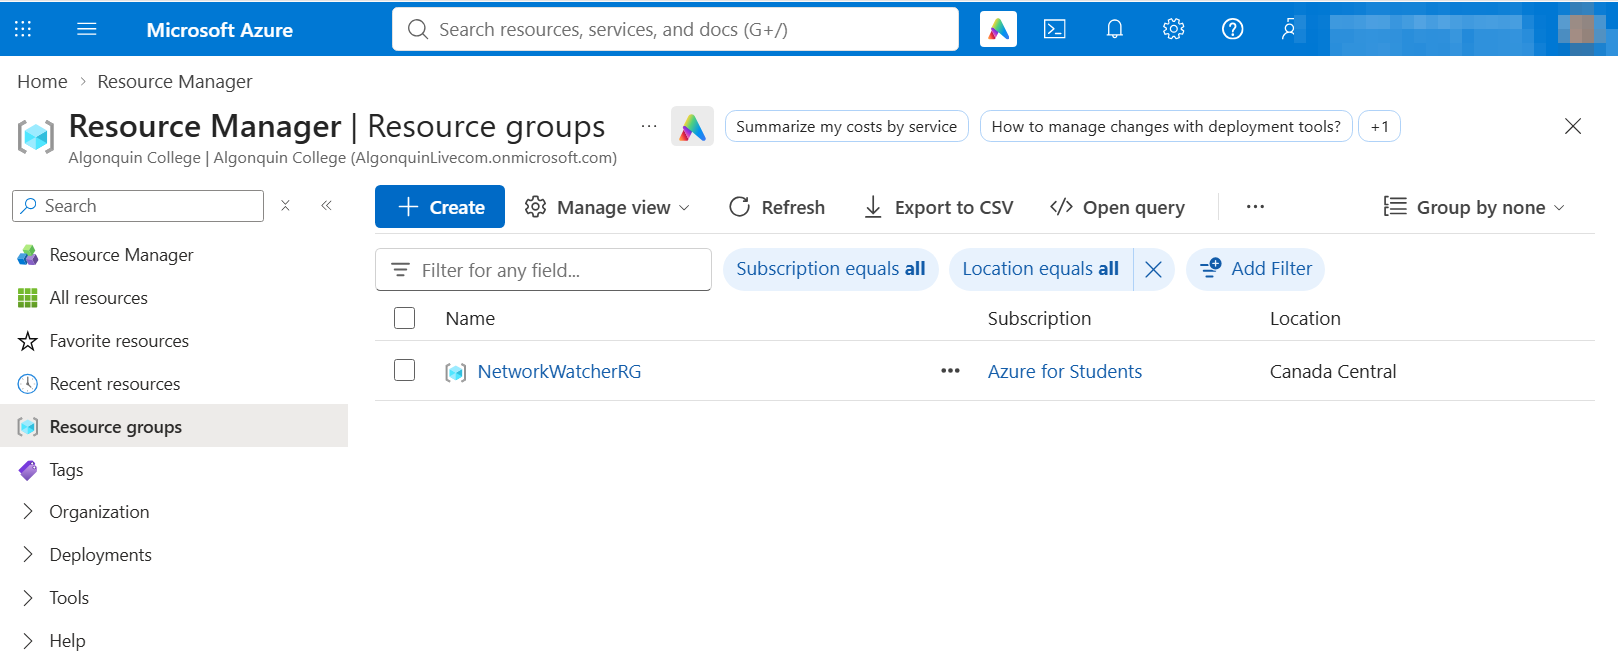 Microsoft Azure
Search resources, services, and docs (G+/)
Home > Resource Manager
Resource Manager | Resource groups
...
Summarize my costs by service
How to manage changes with deployment tools?
+1
Algonquin College | Algonquin College (AlgonquinLivecom.onmicrosoft.com)
Search
Resource Manager
All resources
Favorite resources
Recent resources
Resource groups
Tags
Organization
Deployments
Tools
Help
Create
Manage view
Refresh
Export to CSV
Open query
...
Group by none
Filter for any field...
Subscription equals all
Location equals all
Add Filter
Name Subscription Location
NetworkWatcherRG ... Azure for Students Canada Central